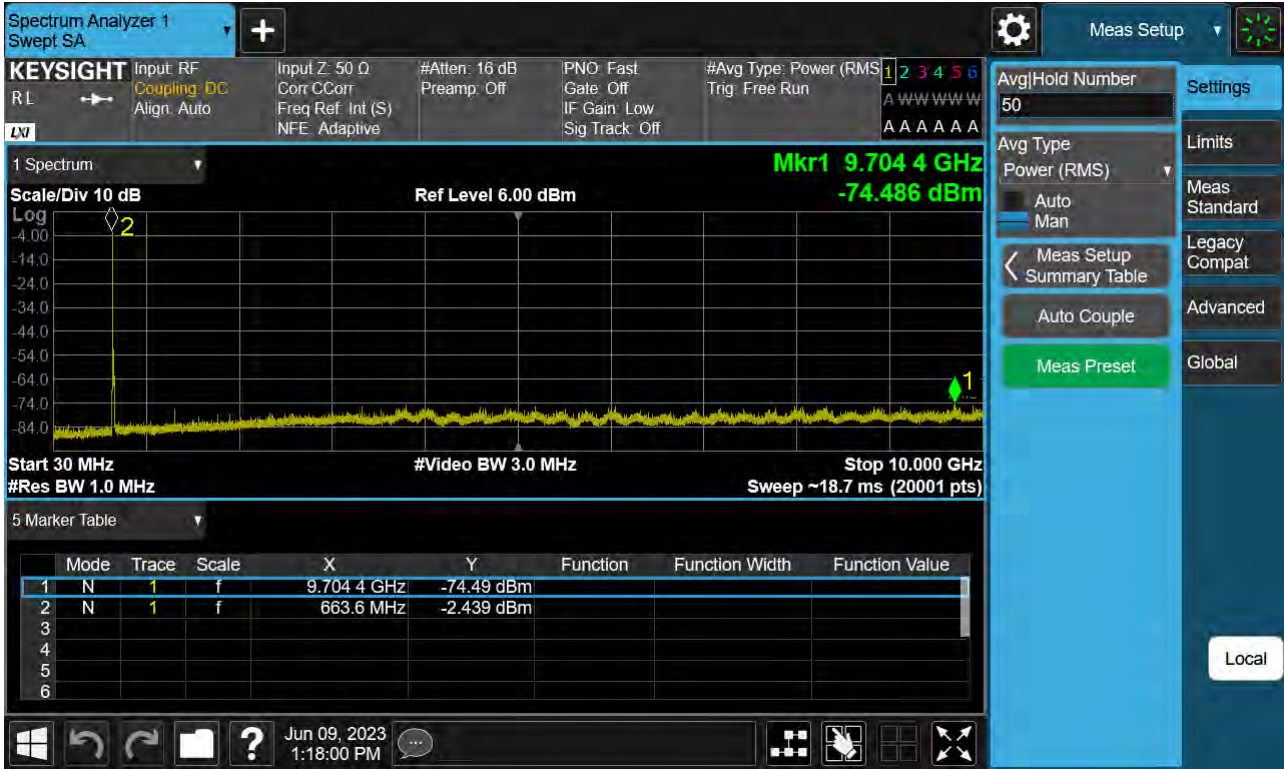 Spectrum Analyzer 1
Swept SA
Meas Setup
KEYSIGHT
RL
LXI
Input: RF
Coupling: DC
Align: Auto
Input Z: 50 Ω
Corr CCorr
Freq Ref: Int (S)
NFE: Adaptive
#Atten: 16 dB
Preamp: Off
PNO: Fast
Gate: Off
IF Gain: Low
Sig Track: Off
#Avg Type: Power (RMS
Trig: Free Run
1 2 3 4 5 6
A W W W W W
A A A A A A
1 Spectrum
Mkr1 9.704 4 GHz
Scale/Div 10 dB
Ref Level 6.00 dBm
-74.486 dBm
Log
2
-4.00
-14.0
-24.0
-34.0
-44.0
-54.0
-64.0
1
-74.0
-84.0
Start 30 MHz
#Video BW 3.0 MHz
Stop 10.000 GHz
#Res BW 1.0 MHz
Sweep ~18.7 ms (20001 pts)
5 Marker Table
Mode Trace Scale X Y Function Function Width Function Value
1 N 1 f 9.704 4 GHz -74.49 dBm
2 N 1 f 663.6 MHz -2.439 dBm
3
4
5
6
Jun 09, 2023
1:18:00 PM
Avg|Hold Number
50
Avg Type
Power (RMS)
Auto
Man
Meas Setup
Summary Table
Auto Couple
Meas Preset
Settings
Limits
Meas
Standard
Legacy
Compat
Advanced
Global
Local